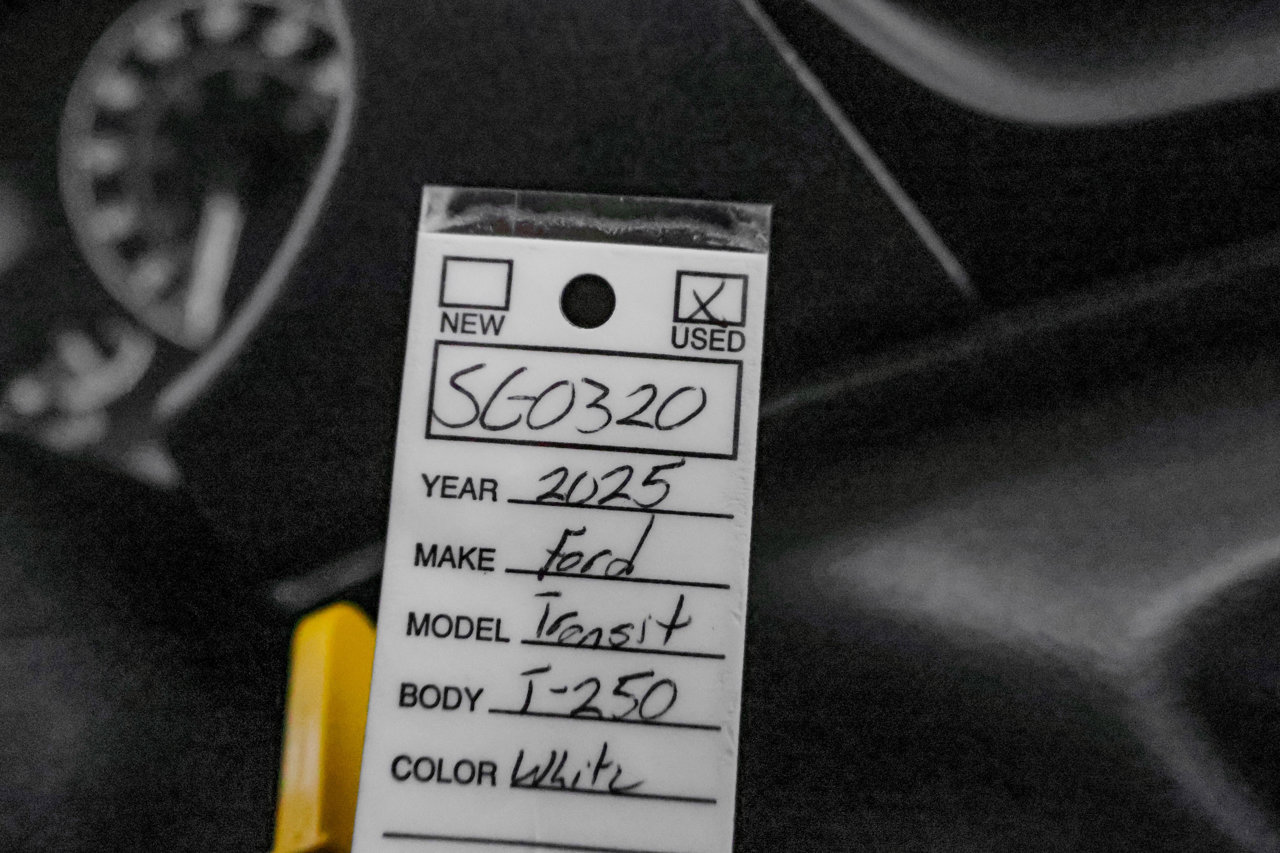 NEW USED
X
SG0320
YEAR 2025
MAKE Ford
MODEL Transit
BODY T-250
COLOR White